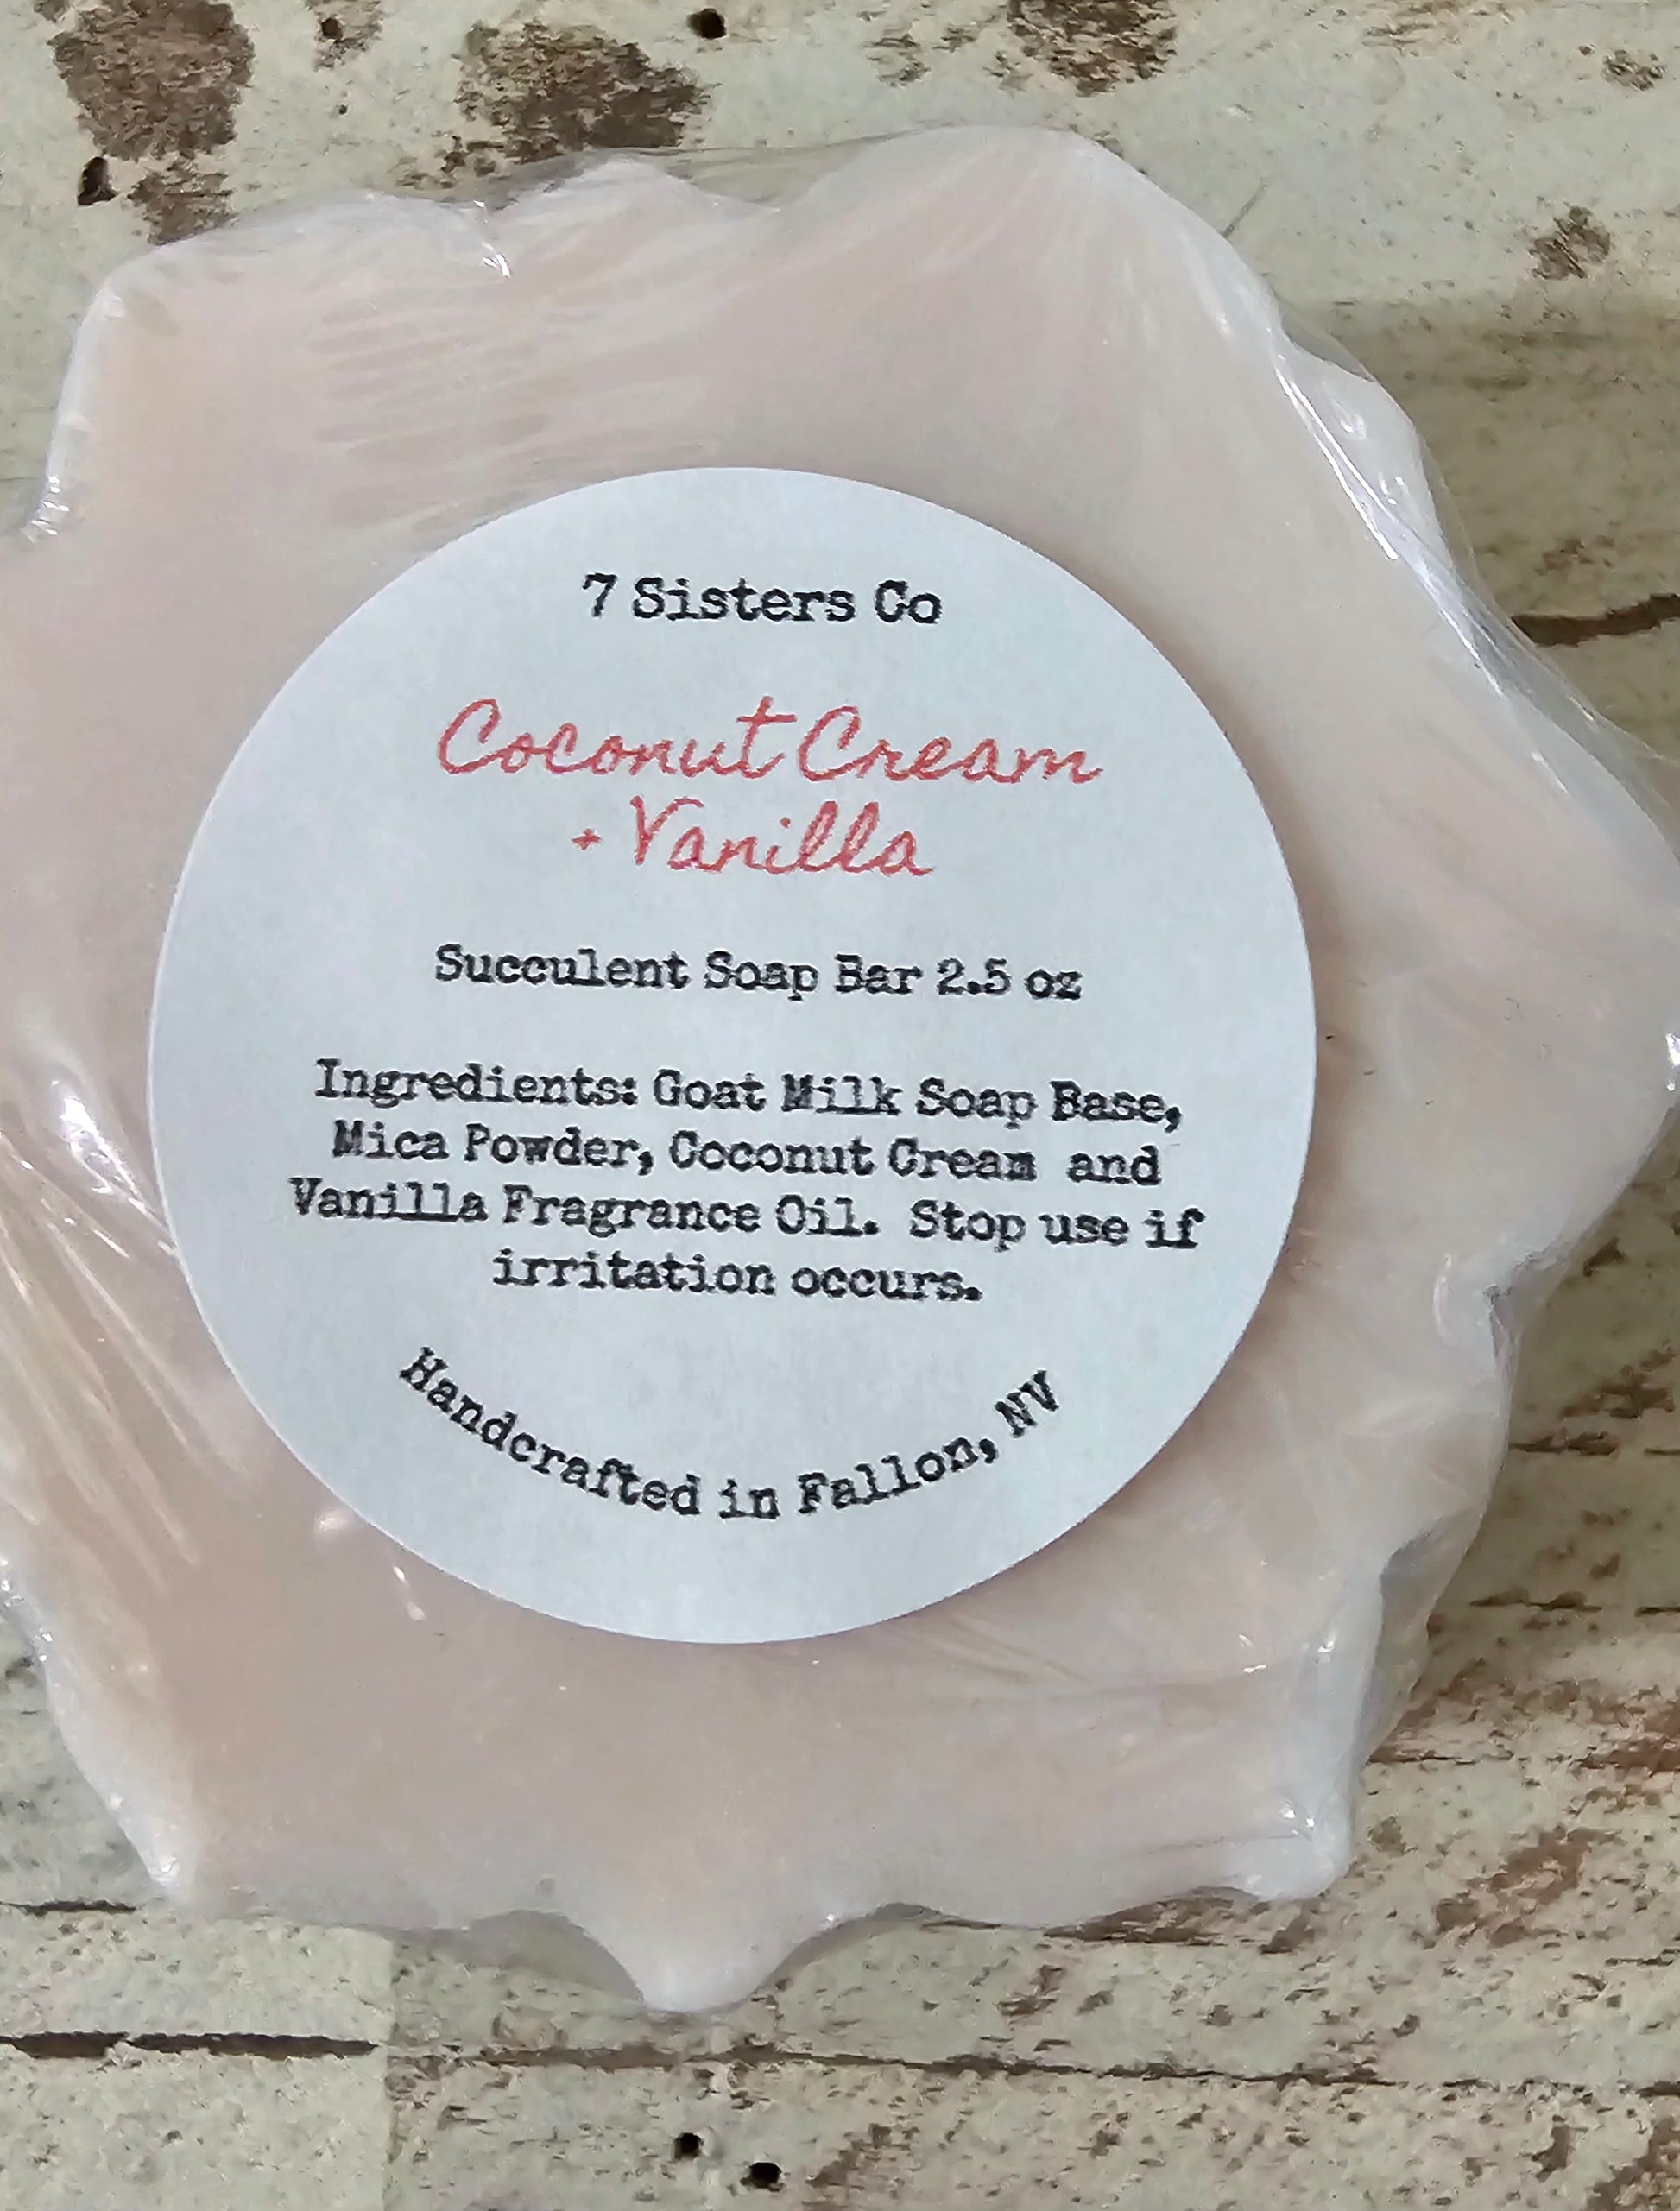 7 Sisters Co
Coconut Cream
+ Vanilla
Succulent Soap Bar 2.5 oz
Ingredients: Goat Milk Soap Base,
Mica Powder, Coconut Cream and
Vanilla Fragrance Oil. Stop use if
irritation occurs.
Handcrafted in Fallon, NV